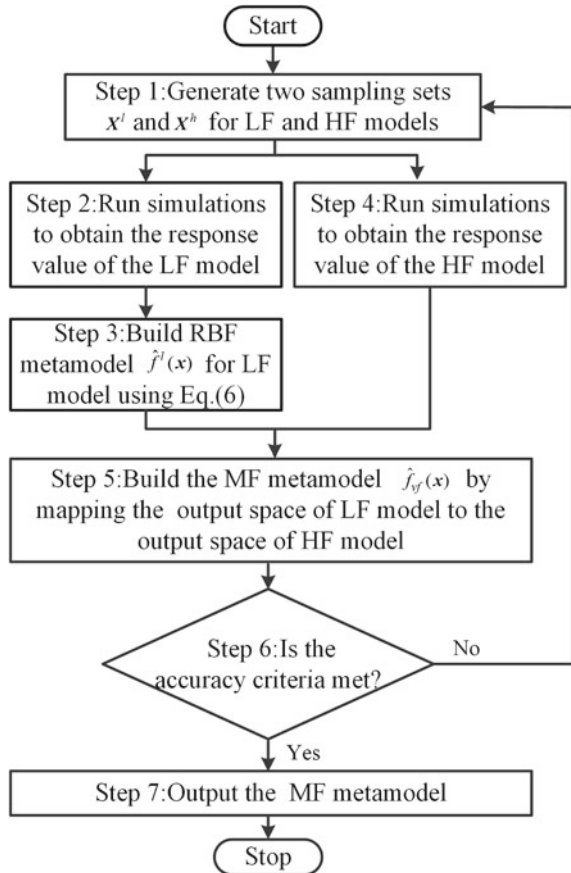 Start
Step 1:Generate two sampling sets
X^l and X^h for LF and HF models
Step 2:Run simulations
to obtain the response
value of the LF model
Step 4:Run simulations
to obtain the response
value of the HF model
Step 3:Build RBF
metamodel f̂^l(x) for LF
model using Eq.(6)
Step 5:Build the MF metamodel f̂_vf(x) by
mapping the output space of LF model to the
output space of HF model
Step 6:Is the
accuracy criteria met?
No
Yes
Step 7:Output the MF metamodel
Stop